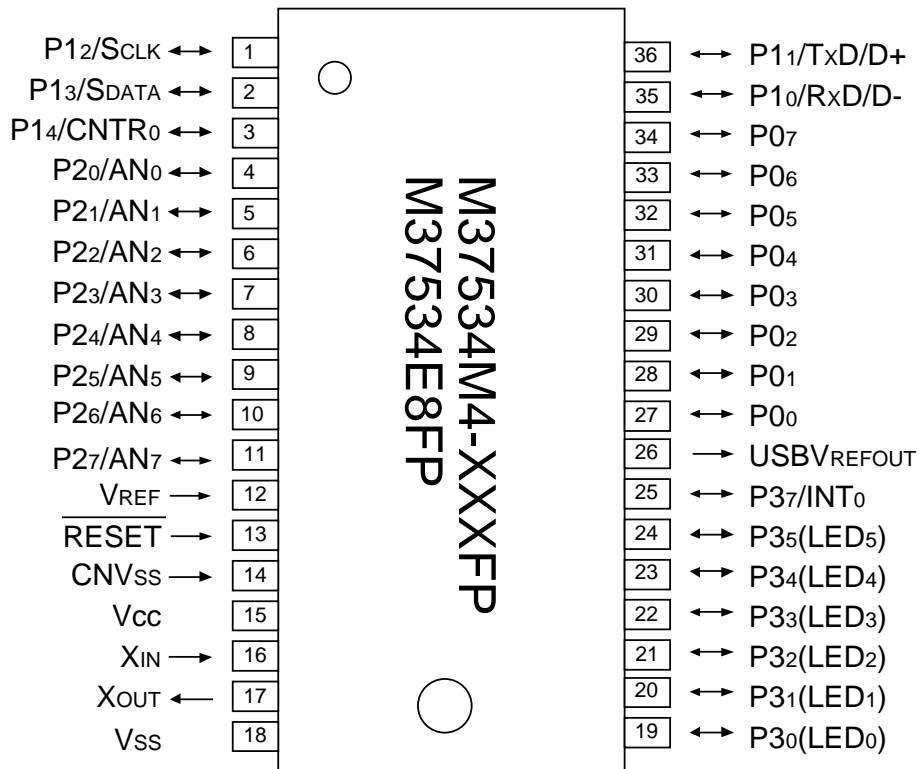 P12/SCLK 1
P13/SDATA 2
P14/CNTR0 3
P20/AN0 4
P21/AN1 5
P22/AN2 6
P23/AN3 7
P24/AN4 8
P25/AN5 9
P26/AN6 10
P27/AN7 11
VREF 12
RESET 13
CNVSS 14
Vcc 15
XIN 16
XOUT 17
VSS 18
M37534M4-XXXFP
M37534E8FP
36 P11/TXD/D+
35 P10/RXD/D-
34 P07
33 P06
32 P05
31 P04
30 P03
29 P02
28 P01
27 P00
26 USBVREFOUT
25 P37/INT0
24 P35(LED5)
23 P34(LED4)
22 P33(LED3)
21 P32(LED2)
20 P31(LED1)
19 P30(LED0)